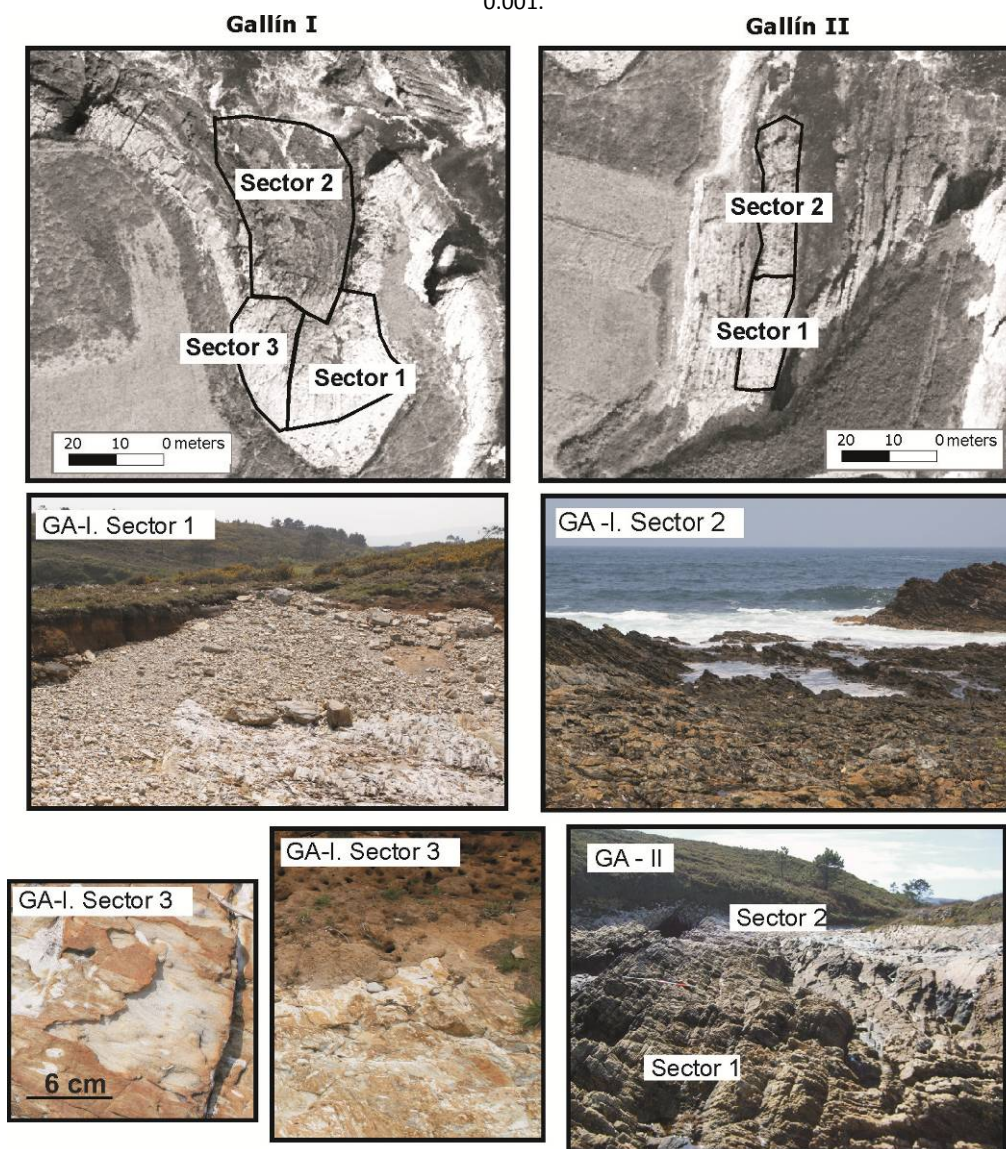 0.001.
Gallín I
Gallín II
Sector 2
Sector 3
Sector 1
20 10 0 meters
Sector 2
Sector 1
20 10 0 meters
GA-I. Sector 1
GA -I. Sector 2
GA-I. Sector 3
6 cm
GA-I. Sector 3
GA - II
Sector 2
Sector 1